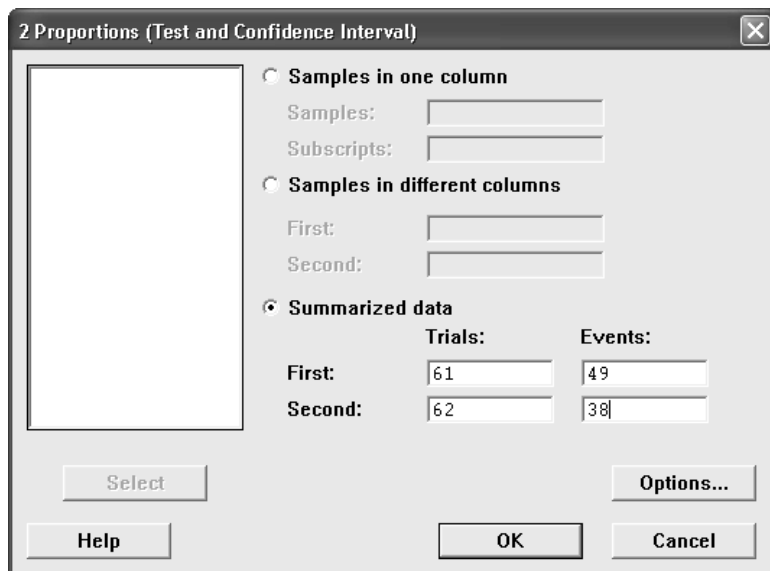 2 Proportions (Test and Confidence Interval)
Samples in one column
Samples:
Subscripts:
Samples in different columns
First:
Second:
Summarized data
Trials: Events:
First: 61 49
Second: 62 38
Select Options...
Help OK Cancel